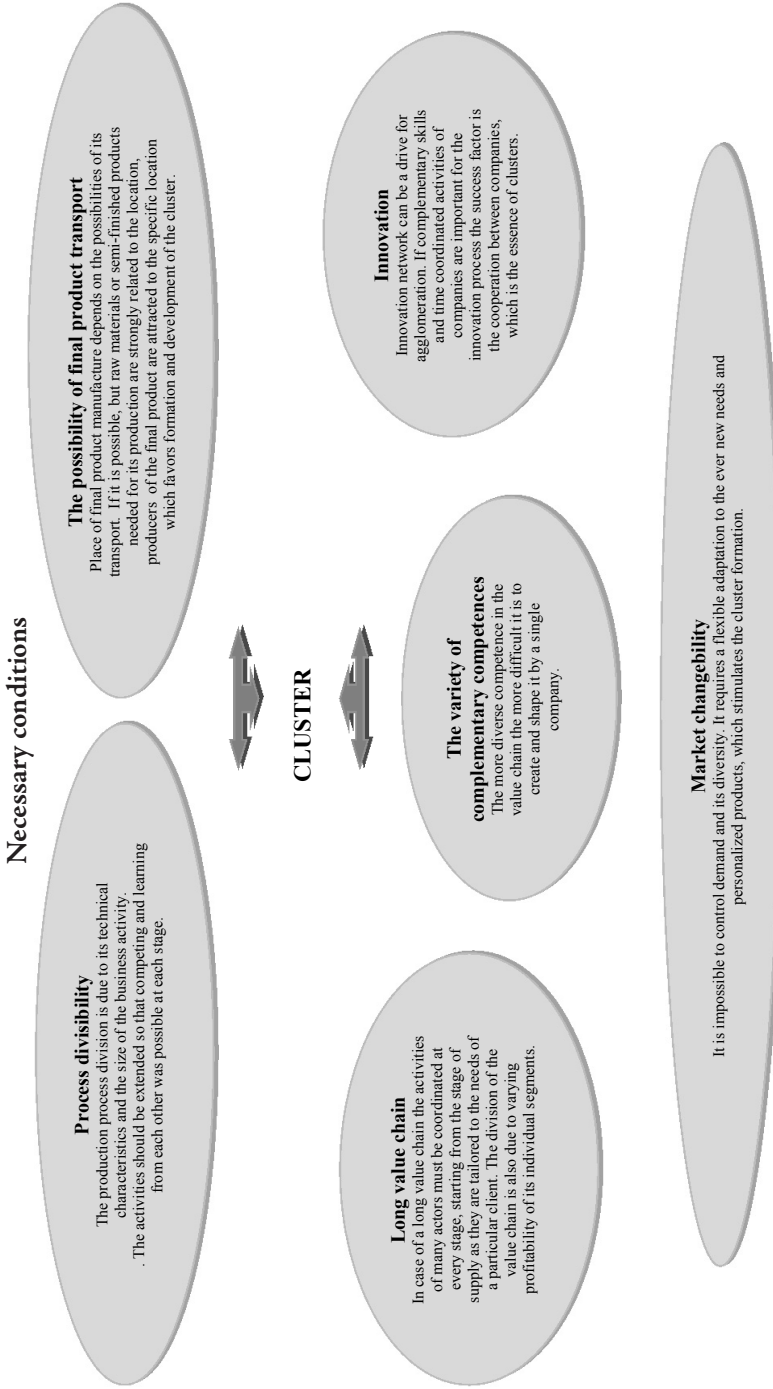 Necessary conditions
Process divisibility
The production process division is due to its technical
characteristics and the size of the business activity.
. The activities should be extended so that competing and learning
from each other was possible at each stage.
The possibility of final product transport
Place of final product manufacture depends on the possibilities of its
transport. If it is possible, but raw materials or semi-finished products
needed for its production are strongly related to the location,
producers of the final product are attracted to the specific location
which favors formation and development of the cluster.
CLUSTER
Long value chain
In case of a long value chain the activities
of many actors must be coordinated at
every stage, starting from the stage of
supply as they are tailored to the needs of
a particular client. The division of the
value chain is also due to varying
profitability of its individual segments.
The variety of
complementary competences
The more diverse competence in the
value chain the more difficult it is to
create and shape it by a single
company.
Innovation
Innovation network can be a drive for
agglomeration. If complementary skills
and time coordinated activities of
companies are important for the
innovation process the success factor is
the cooperation between companies,
which is the essence of clusters.
Market changebility
It is impossible to control demand and its diversity. It requires a flexible adaptation to the ever new needs and
personalized products, which stimulates the cluster formation.